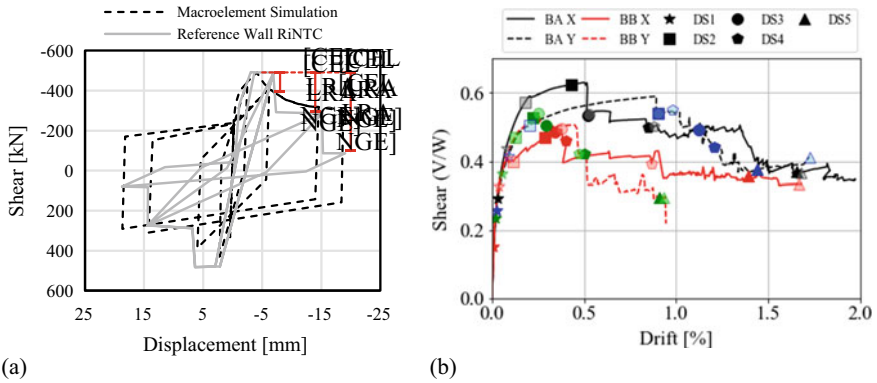 Macroelement Simulation
Reference Wall RiNTC
-600
-400
-200
0
200
400
600
Shear [kN]
25 15 5 -5 -15 -25
Displacement [mm]
(a)
BA X BB X DS1 DS3 DS5
BA Y BB Y DS2 DS4
0.6
0.4
0.2
0.0
Shear (V/W)
0.0 0.5 1.0 1.5 2.0
Drift [%]
(b)